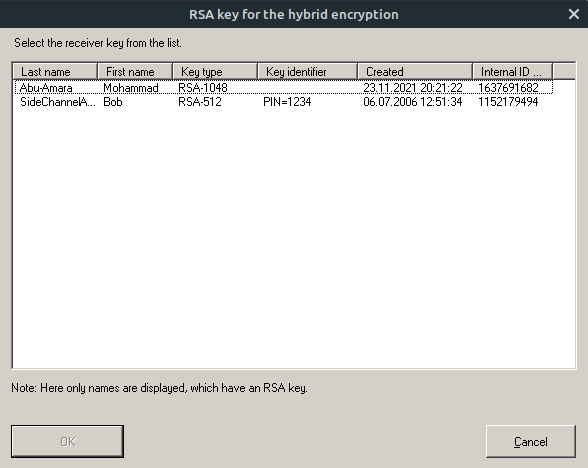 RSA key for the hybrid encryption
Select the receiver key from the list.
Last name First name Key type Key identifier Created Internal ID ...
Abu-Amara Mohammad RSA-1048 23.11.2021 20:21:22 1637691682
SideChannelA... Bob RSA-512 PIN=1234 06.07.2006 12:51:34 1152179494
Note: Here only names are displayed, which have an RSA key.
OK Cancel